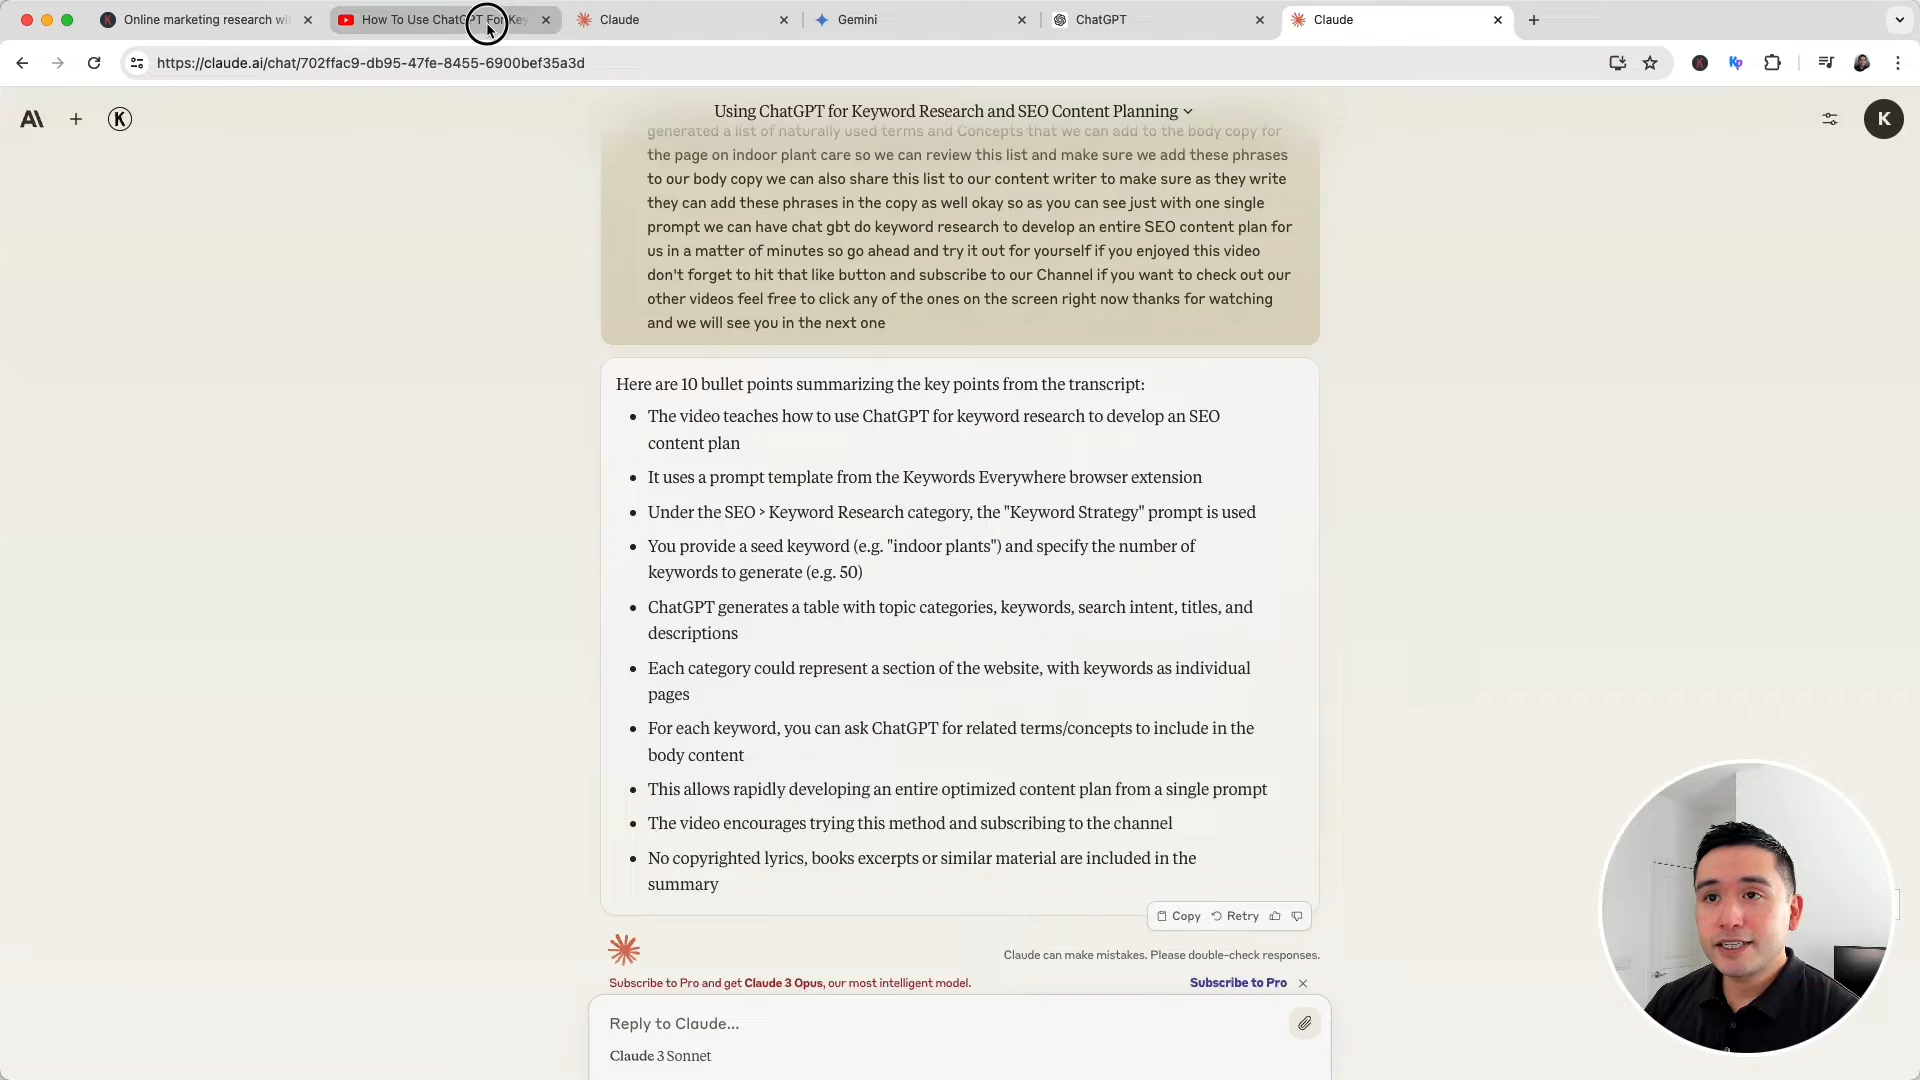 Online marketing research wit
How To Use ChatGPT For Key
Claude
Gemini
ChatGPT
Claude
https://claude.ai/chat/702ffac9-db95-47fe-8455-6900bef35a3d
Kp
K
Using ChatGPT for Keyword Research and SEO Content Planning
K
generated a list of naturally used terms and Concepts that we can add to the body copy for
the page on indoor plant care so we can review this list and make sure we add these phrases
to our body copy we can also share this list to our content writer to make sure as they write
they can add these phrases in the copy as well okay so as you can see just with one single
prompt we can have chat gbt do keyword research to develop an entire SEO content plan for
us in a matter of minutes so go ahead and try it out for yourself if you enjoyed this video
don't forget to hit that like button and subscribe to our Channel if you want to check out our
other videos feel free to click any of the ones on the screen right now thanks for watching
and we will see you in the next one
Here are 10 bullet points summarizing the key points from the transcript:
• The video teaches how to use ChatGPT for keyword research to develop an SEO
content plan
• It uses a prompt template from the Keywords Everywhere browser extension
• Under the SEO > Keyword Research category, the "Keyword Strategy" prompt is used
• You provide a seed keyword (e.g. "indoor plants") and specify the number of
keywords to generate (e.g. 50)
• ChatGPT generates a table with topic categories, keywords, search intent, titles, and
descriptions
• Each category could represent a section of the website, with keywords as individual
pages
• For each keyword, you can ask ChatGPT for related terms/concepts to include in the
body content
• This allows rapidly developing an entire optimized content plan from a single prompt
• The video encourages trying this method and subscribing to the channel
• No copyrighted lyrics, books excerpts or similar material are included in the
summary
Copy Retry
Claude can make mistakes. Please double-check responses.
Subscribe to Pro and get Claude 3 Opus, our most intelligent model.
Subscribe to Pro
Reply to Claude...
Claude 3 Sonnet